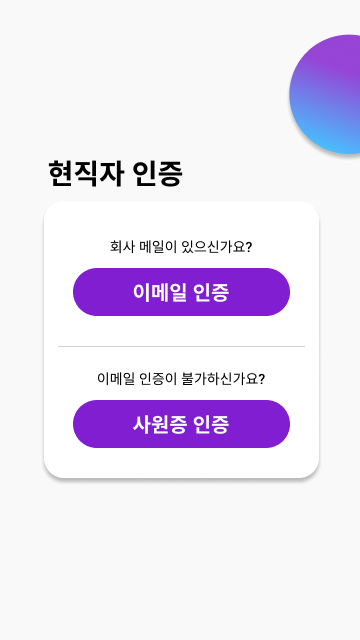 현직자 인증
회사 메일이 있으신가요?
이메일 인증
이메일 인증이 불가하신가요?
사원증 인증